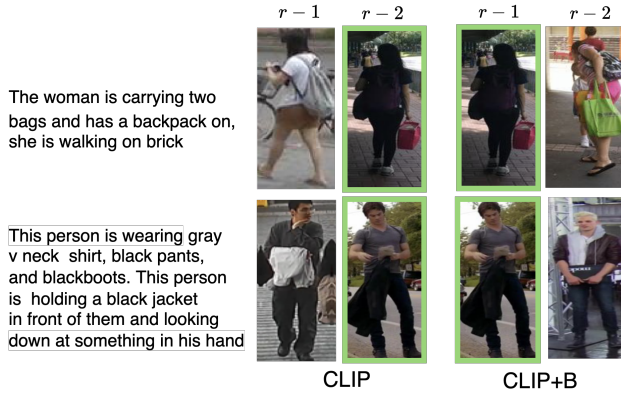 r − 1 r − 2 r − 1 r − 2
The woman is carrying two
bags and has a backpack on,
she is walking on brick
This person is wearing gray
v neck shirt, black pants,
and blackboots. This person
is holding a black jacket
in front of them and looking
down at something in his hand
CLIP CLIP+B